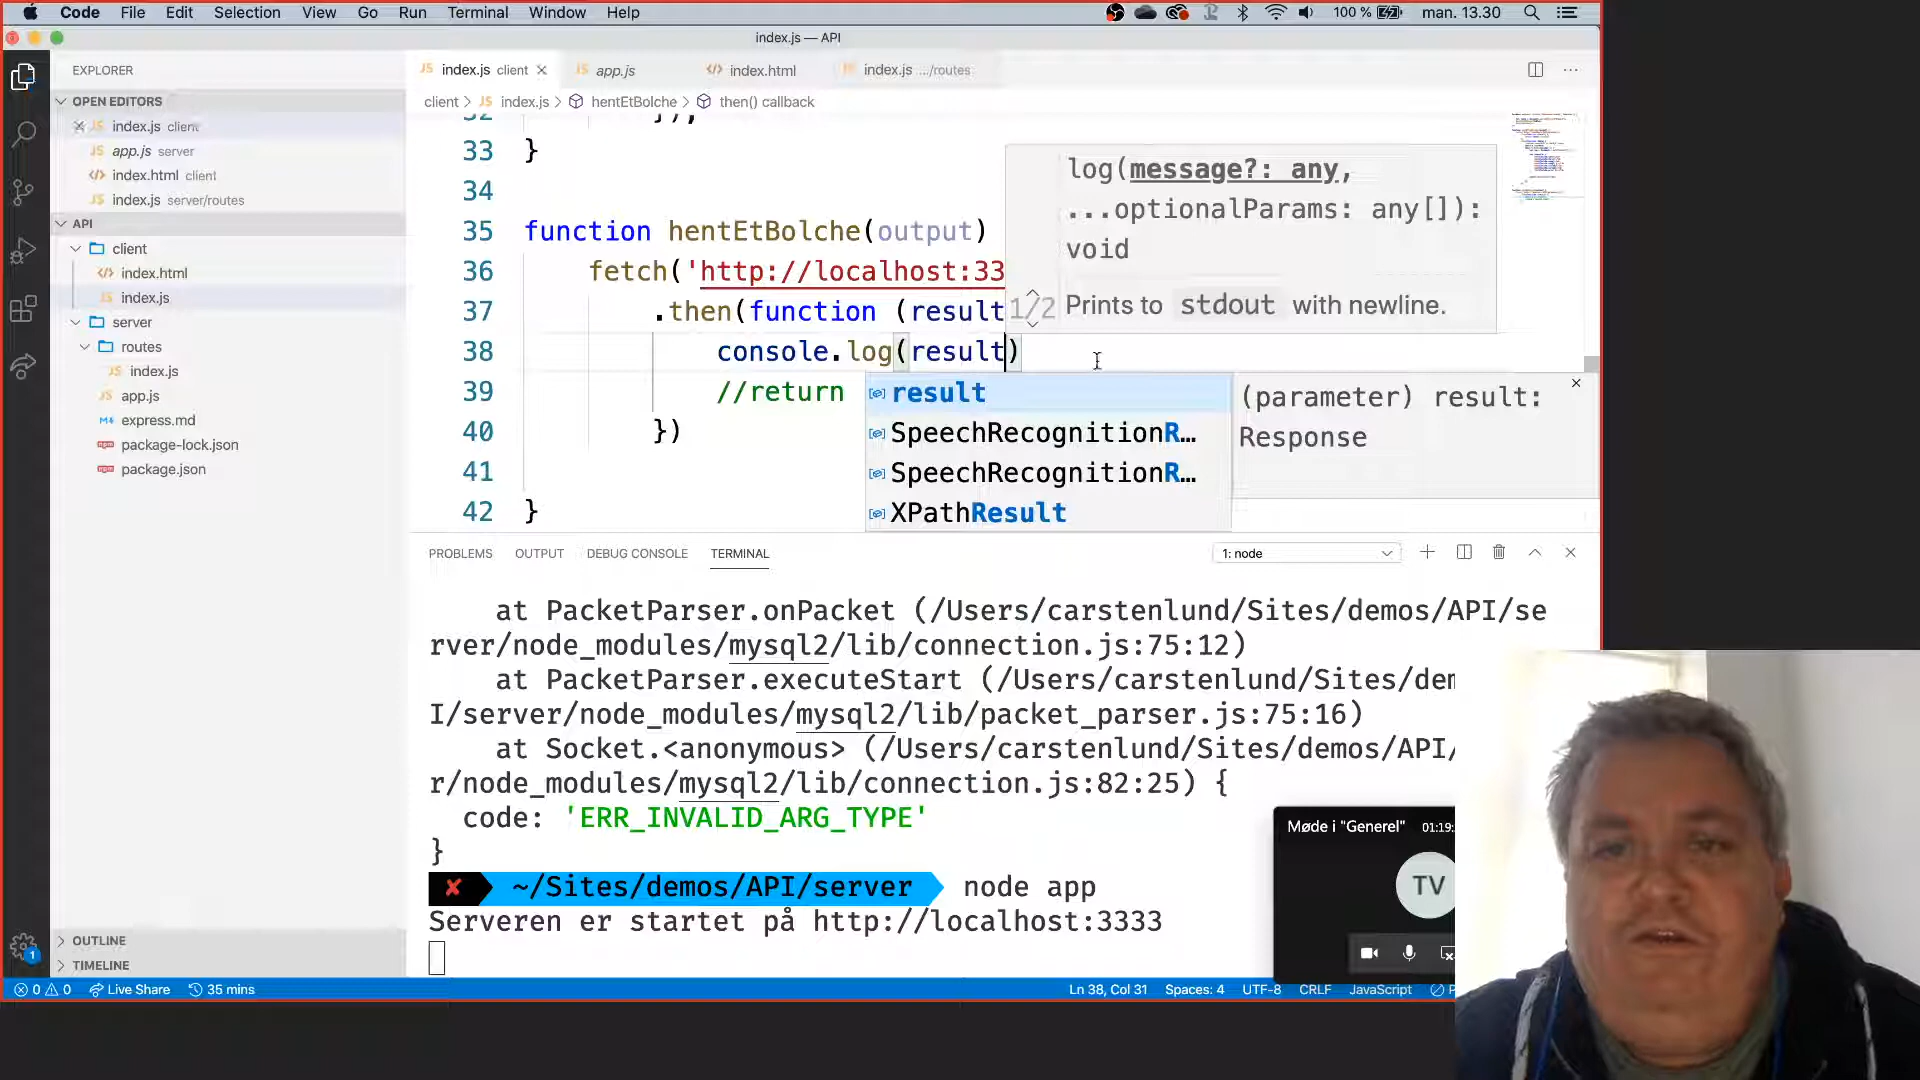 Code File Edit Selection View Go Run Terminal Window Help 100 % man. 13.30
index.js — API
EXPLORER
OPEN EDITORS
index.js client
app.js server
index.html client
index.js server/routes
API
client
index.html
index.js
server
routes
index.js
app.js
express.md
package-lock.json
package.json
OUTLINE
TIMELINE
index.js client app.js index.html index.js .../routes
client > index.js > hentEtBolche > then() callback
32 });
33 }
34
35 function hentEtBolche(output)
36 fetch('http://localhost:33
37 .then(function (result
38 console.log(result)
39 //return
40 })
41
42 }
log(message?: any,
...optionalParams: any[]):
void
1/2 Prints to stdout with newline.
result
SpeechRecognitionR…
SpeechRecognitionR…
XPathResult
(parameter) result:
Response
PROBLEMS OUTPUT DEBUG CONSOLE TERMINAL 1: node
at PacketParser.onPacket (/Users/carstenlund/Sites/demos/API/se
rver/node_modules/mysql2/lib/connection.js:75:12)
at PacketParser.executeStart (/Users/carstenlund/Sites/dem
I/server/node_modules/mysql2/lib/packet_parser.js:75:16)
at Socket.<anonymous> (/Users/carstenlund/Sites/demos/API/
r/node_modules/mysql2/lib/connection.js:82:25) {
code: 'ERR_INVALID_ARG_TYPE'
}
✘ ~/Sites/demos/API/server node app
Serveren er startet på http://localhost:3333
Møde i "Generel" 01:19:
TV
0 0 Live Share 35 mins Ln 38, Col 31 Spaces: 4 UTF-8 CRLF JavaScript P
1